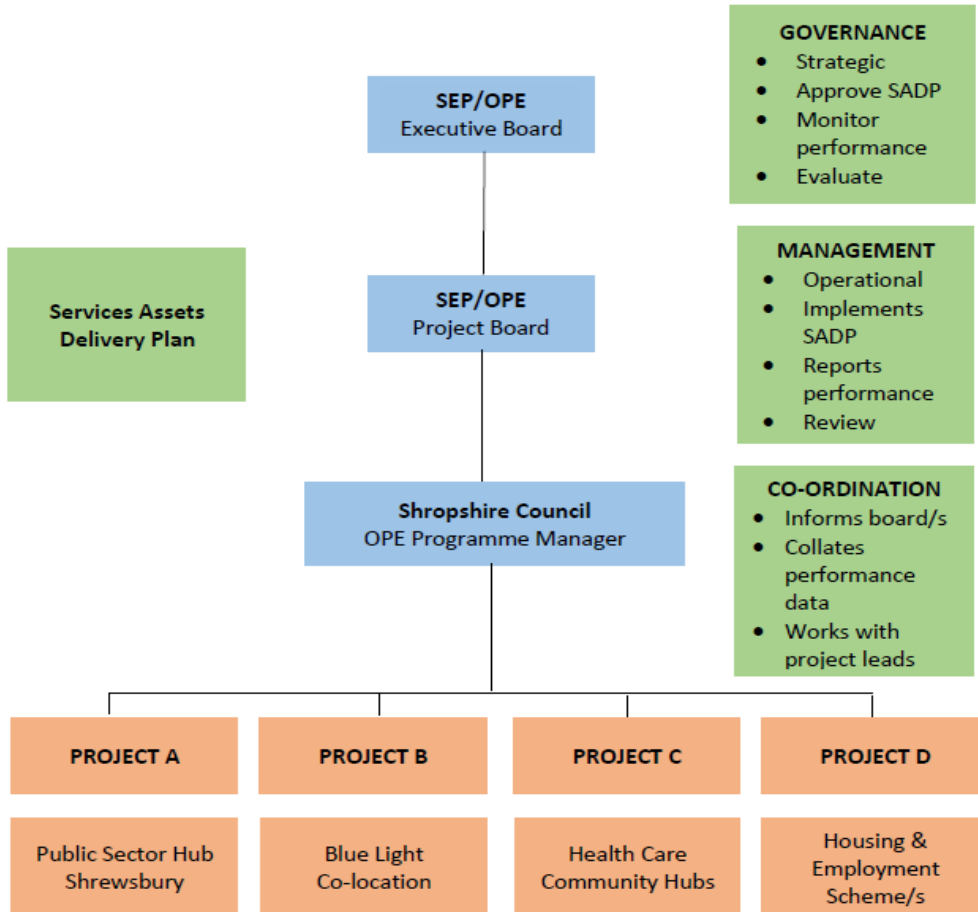 SEP/OPE
Executive Board
GOVERNANCE
• Strategic
• Approve SADP
• Monitor
performance
• Evaluate
Services Assets
Delivery Plan
SEP/OPE
Project Board
MANAGEMENT
• Operational
• Implements
SADP
• Reports
performance
• Review
Shropshire Council
OPE Programme Manager
CO-ORDINATION
• Informs board/s
• Collates
performance
data
• Works with
project leads
PROJECT A
PROJECT B
PROJECT C
PROJECT D
Public Sector Hub
Shrewsbury
Blue Light
Co-location
Health Care
Community Hubs
Housing &
Employment
Scheme/s